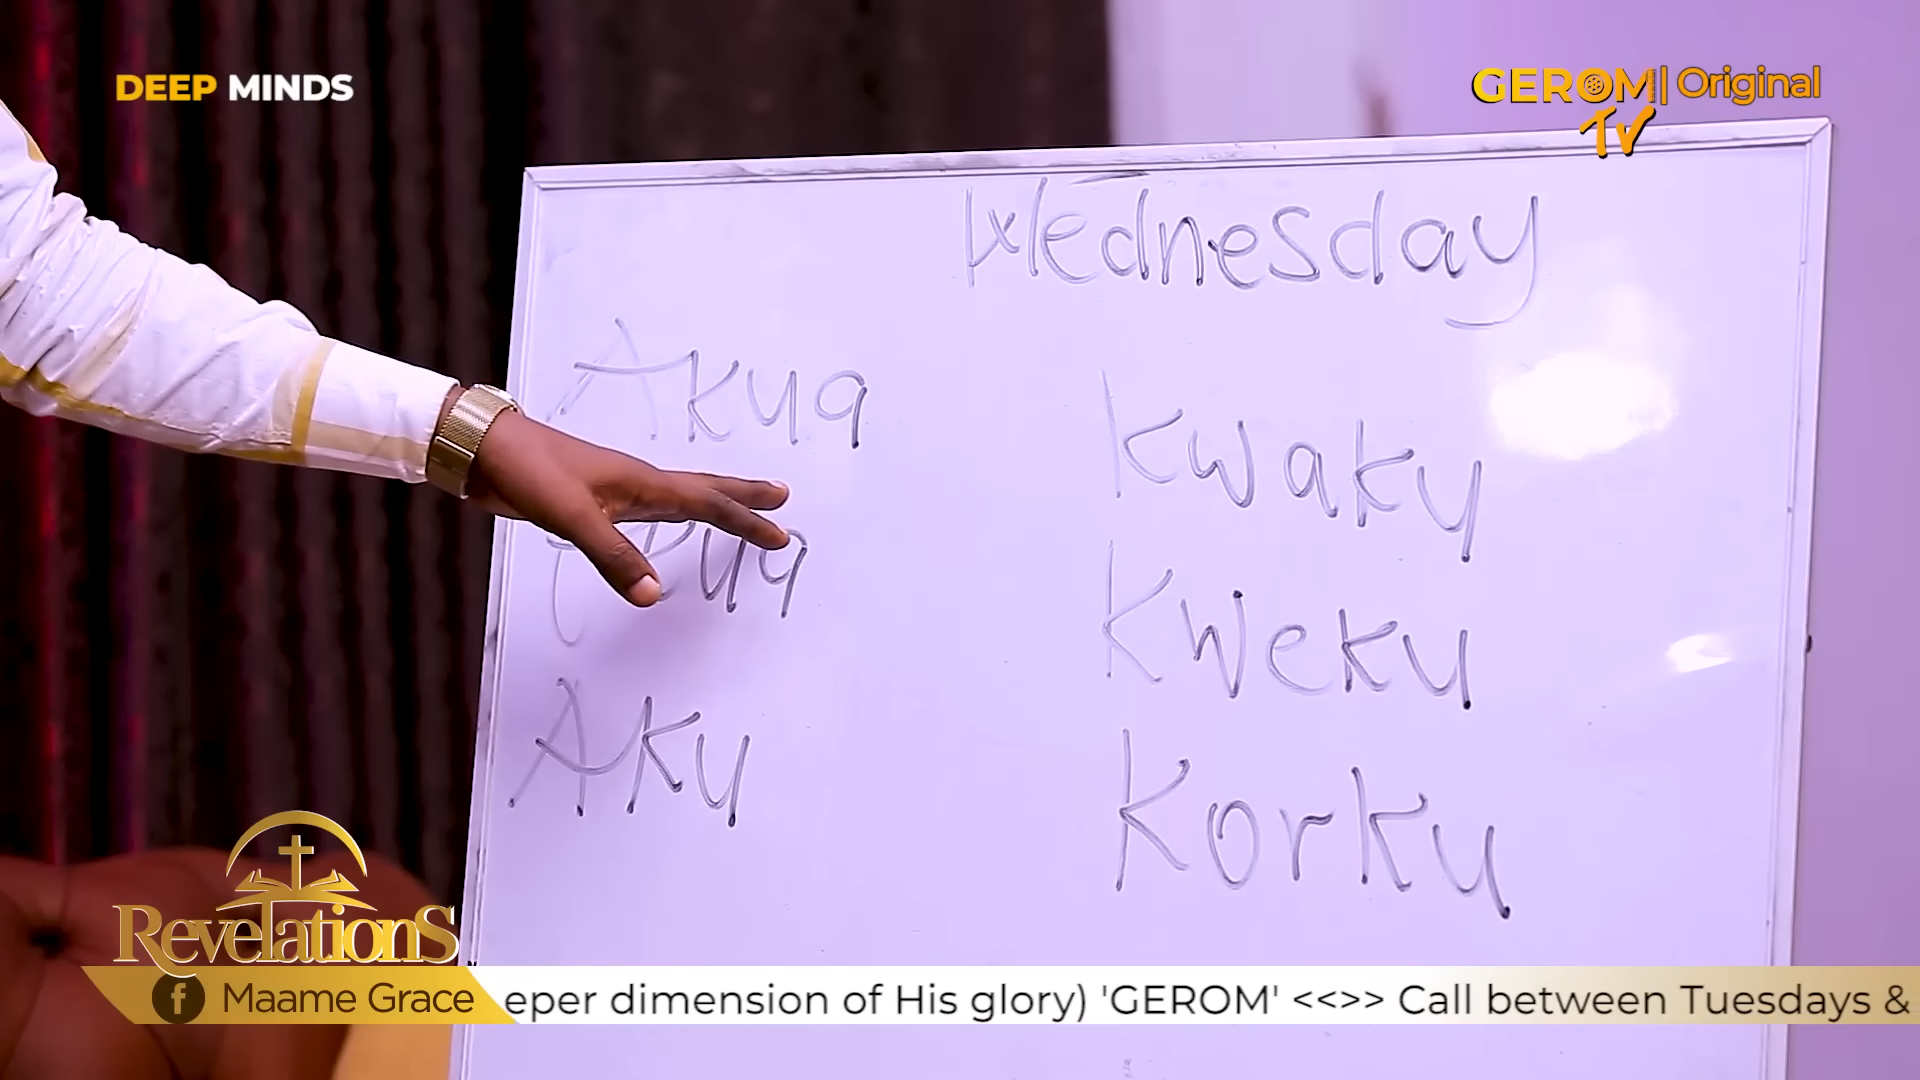 DEEP MINDS
GEROM | Original
TV
Wednesday
Akua
Kwaku
Kweku
Aku
Korku
Revelations
Maame Grace
eper dimension of His glory) 'GEROM' <<>> Call between Tuesdays &